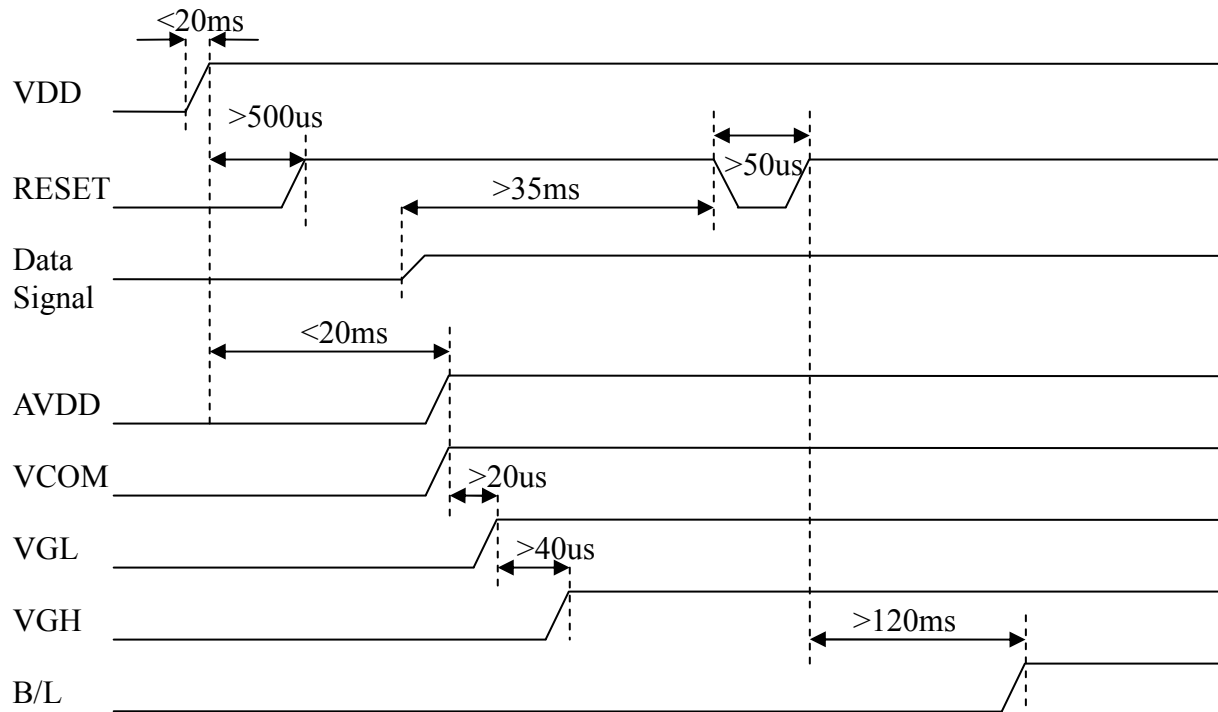 <20ms
VDD
>500us
RESET
>50us
>35ms
Data
Signal
<20ms
AVDD
VCOM
>20us
VGL
>40us
VGH
>120ms
B/L